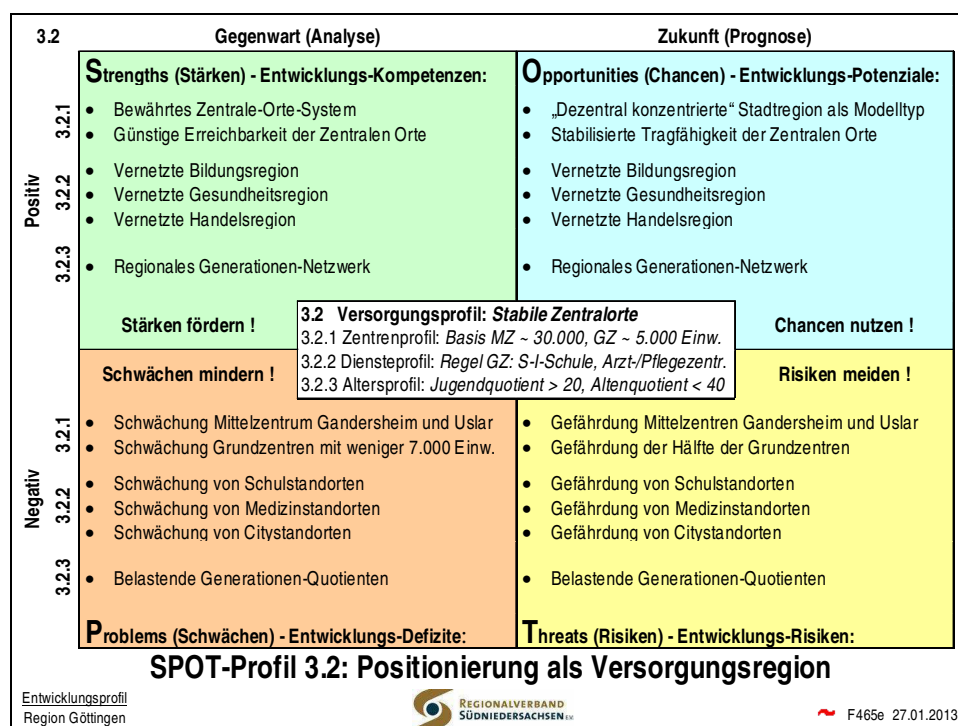 3.2 Gegenwart (Analyse) Zukunft (Prognose)
Strengths (Stärken) - Entwicklungs-Kompetenzen:
Positiv
3.2.1
• Bewährtes Zentrale-Orte-System
• Günstige Erreichbarkeit der Zentralen Orte
3.2.2
• Vernetzte Bildungsregion
• Vernetzte Gesundheitsregion
• Vernetzte Handelsregion
3.2.3
• Regionales Generationen-Netzwerk
Stärken fördern !
Opportunities (Chancen) - Entwicklungs-Potenziale:
• „Dezentral konzentrierte“ Stadtregion als Modelltyp
• Stabilisierte Tragfähigkeit der Zentralen Orte
• Vernetzte Bildungsregion
• Vernetzte Gesundheitsregion
• Vernetzte Handelsregion
• Regionales Generationen-Netzwerk
Chancen nutzen !
3.2 Versorgungsprofil: Stabile Zentralorte
3.2.1 Zentrenprofil: Basis MZ ~ 30.000, GZ ~ 5.000 Einw.
3.2.2 Diensteprofil: Regel GZ: S-I-Schule, Arzt-/Pflegezentr.
3.2.3 Altersprofil: Jugendquotient > 20, Altenquotient < 40
Schwächen mindern !
Negativ
3.2.1
• Schwächung Mittelzentrum Gandersheim und Uslar
• Schwächung Grundzentren mit weniger 7.000 Einw.
3.2.2
• Schwächung von Schulstandorten
• Schwächung von Medizinstandorten
• Schwächung von Citystandorten
3.2.3
• Belastende Generationen-Quotienten
Problems (Schwächen) - Entwicklungs-Defizite:
Risiken meiden !
• Gefährdung Mittelzentren Gandersheim und Uslar
• Gefährdung der Hälfte der Grundzentren
• Gefährdung von Schulstandorten
• Gefährdung von Medizinstandorten
• Gefährdung von Citystandorten
• Belastende Generationen-Quotienten
Threats (Risiken) - Entwicklungs-Risiken:
SPOT-Profil 3.2: Positionierung als Versorgungsregion
Entwicklungsprofil
Region Göttingen
REGIONALVERBAND
SÜDNIEDERSACHSEN E.V.
F465e 27.01.2013